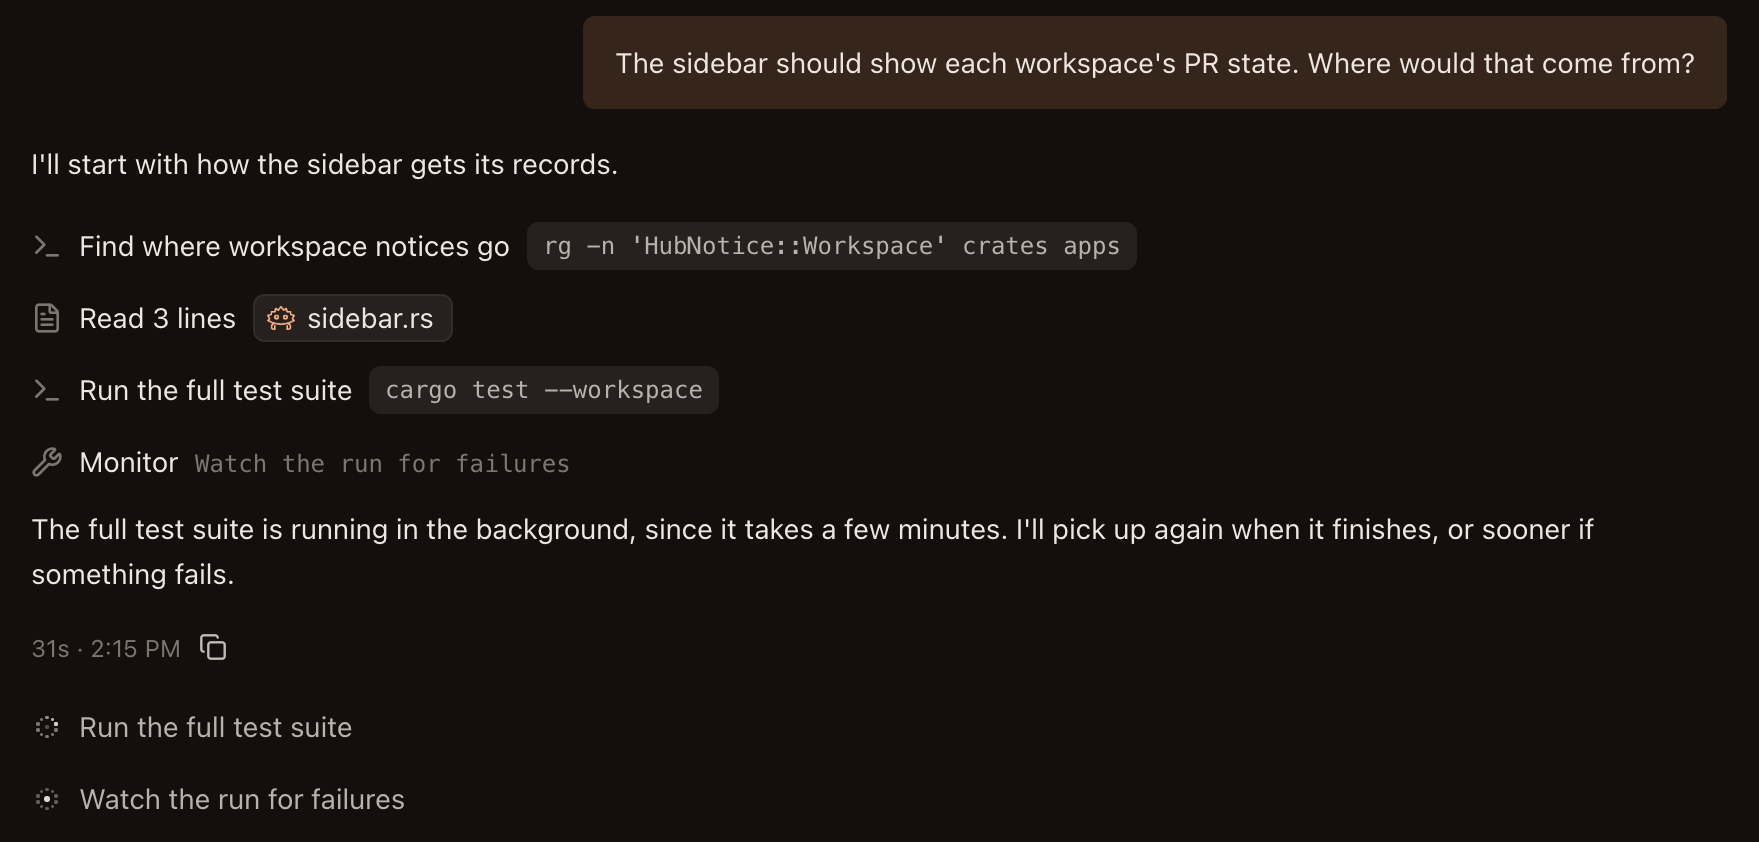 The sidebar should show each workspace's PR state. Where would that come from?
I'll start with how the sidebar gets its records.
Find where workspace notices go rg -n 'HubNotice::Workspace' crates apps
Read 3 lines sidebar.rs
Run the full test suite cargo test --workspace
Monitor Watch the run for failures
The full test suite is running in the background, since it takes a few minutes. I'll pick up again when it finishes, or sooner if
something fails.
31s · 2:15 PM
Run the full test suite
Watch the run for failures